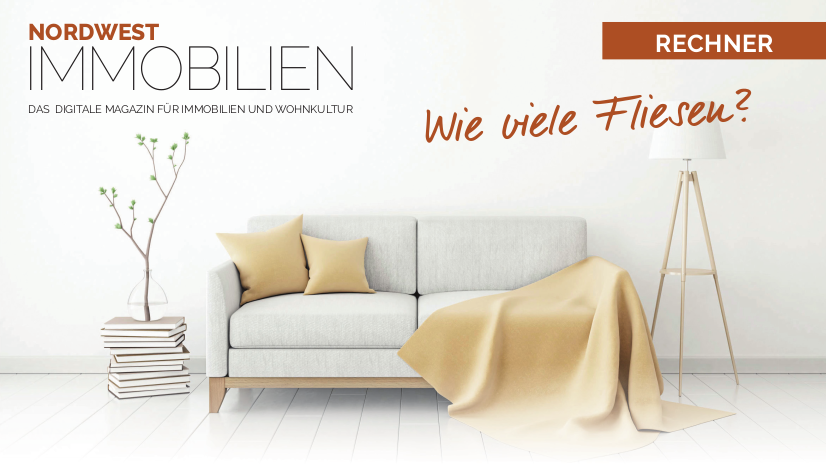 NORDWEST
IMMOBILIEN
DAS DIGITALE MAGAZIN FÜR IMMOBILIEN UND WOHNKULTUR
RECHNER
Wie viele Fliesen?